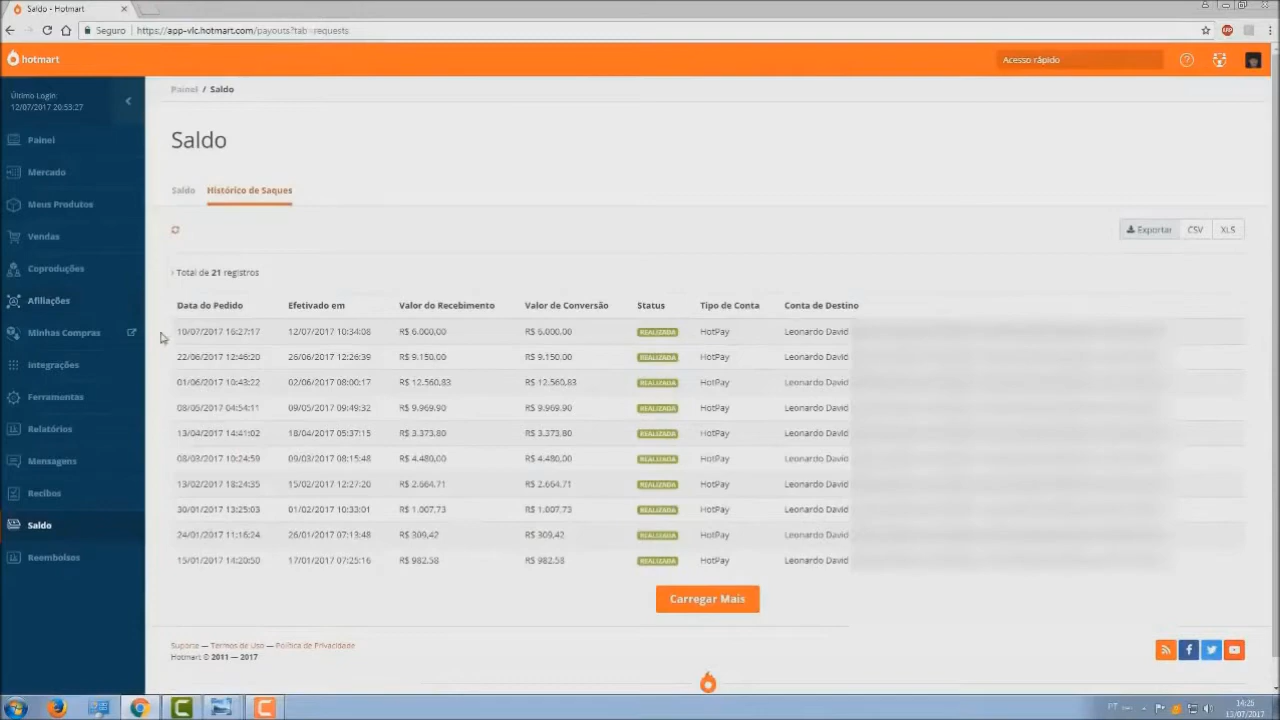 Saldo - Hotmart
Seguro https://app-vlc.hotmart.com/payouts?tab=requests
hotmart
Acesso rápido
Último Login:
12/07/2017 20:53:27
Painel / Saldo
Painel
Mercado
Meus Produtos
Vendas
Coproduções
Afiliações
Minhas Compras
Integrações
Ferramentas
Relatórios
Mensagens
Recibos
Saldo
Reembolsos
Saldo
Saldo Histórico de Saques
Exportar CSV XLS
› Total de 21 registros
Data do Pedido Efetivado em Valor do Recebimento Valor de Conversão Status Tipo de Conta Conta de Destino
10/07/2017 16:27:17 12/07/2017 10:34:08 R$ 6.000,00 R$ 6.000,00 REALIZADA HotPay Leonardo David
22/06/2017 12:46:20 26/06/2017 12:26:39 R$ 9.150,00 R$ 9.150,00 REALIZADA HotPay Leonardo David
01/06/2017 10:43:22 02/06/2017 08:00:17 R$ 12.560,83 R$ 12.560,83 REALIZADA HotPay Leonardo David
08/05/2017 04:54:11 09/05/2017 09:49:32 R$ 9.969,90 R$ 9.969,90 REALIZADA HotPay Leonardo David
13/04/2017 14:41:02 18/04/2017 05:37:15 R$ 3.373,80 R$ 3.373,80 REALIZADA HotPay Leonardo David
08/03/2017 10:24:59 09/03/2017 08:15:48 R$ 4.480,00 R$ 4.480,00 REALIZADA HotPay Leonardo David
13/02/2017 18:24:35 15/02/2017 12:27:20 R$ 2.664,71 R$ 2.664,71 REALIZADA HotPay Leonardo David
30/01/2017 13:25:03 01/02/2017 10:33:01 R$ 1.007,73 R$ 1.007,73 REALIZADA HotPay Leonardo David
24/01/2017 11:16:24 26/01/2017 07:13:48 R$ 309,42 R$ 309,42 REALIZADA HotPay Leonardo David
15/01/2017 14:20:50 17/01/2017 07:25:16 R$ 982,58 R$ 982,58 REALIZADA HotPay Leonardo David
Carregar Mais
Suporte — Termos de Uso — Política de Privacidade
Hotmart © 2011 — 2017
PT
14:25
13/07/2017